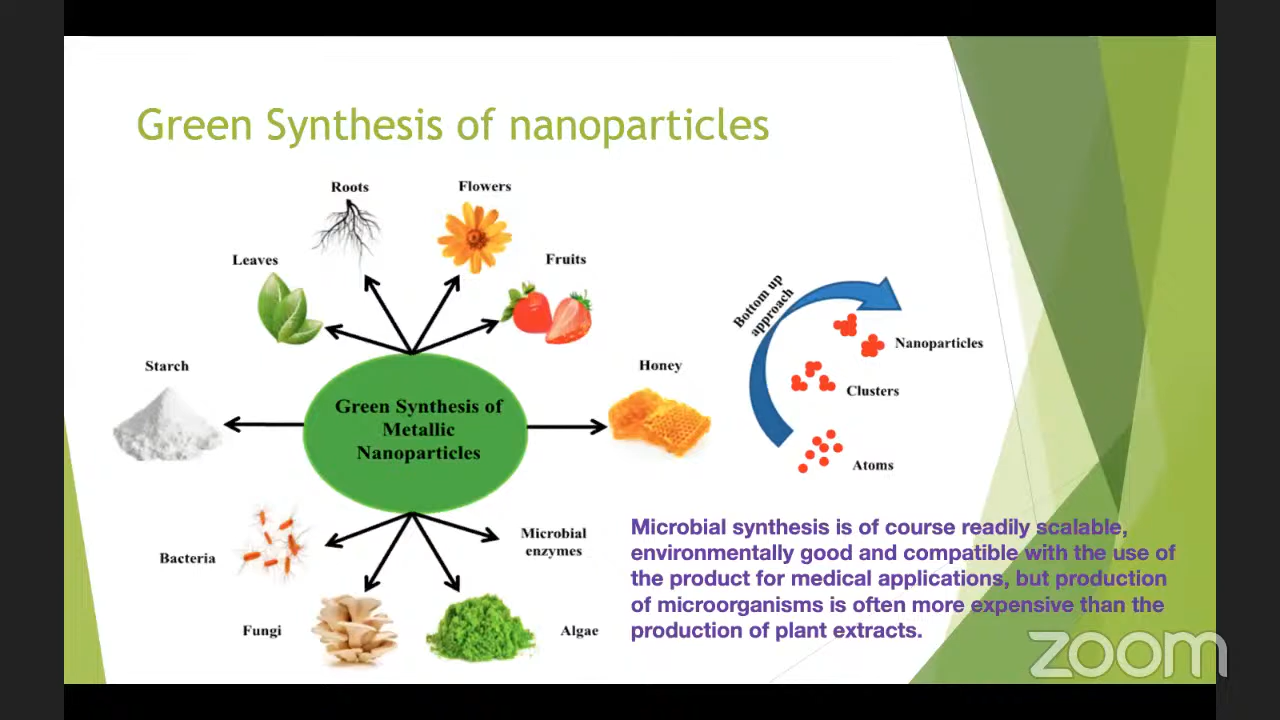 Green Synthesis of nanoparticles
Roots
Flowers
Leaves
Fruits
Starch
Honey
Green Synthesis of
Metallic
Nanoparticles
Bacteria
Microbial
enzymes
Fungi
Algae
Bottom up
approach
Nanoparticles
Clusters
Atoms
Microbial synthesis is of course readily scalable,
environmentally good and compatible with the use of
the product for medical applications, but production
of microorganisms is often more expensive than the
production of plant extracts.
zoom